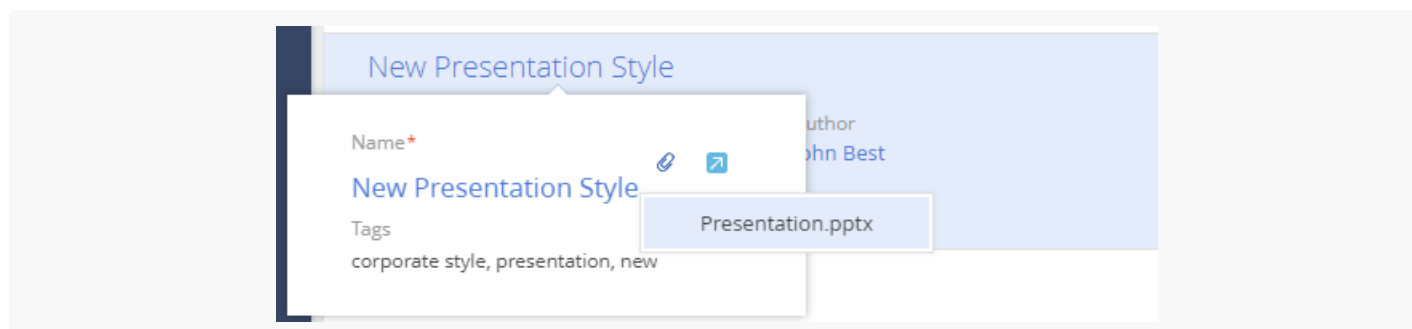 New Presentation Style
Name*
uthor
ohn Best
New Presentation Style
Presentation.pptx
Tags
corporate style, presentation, new